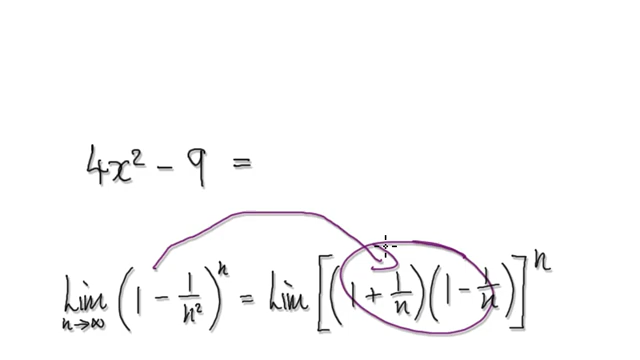 4x² - 9 =
Lim n→∞ (1 - 1/n²)ⁿ = Lim [(1 + 1/n)(1 - 1/n)]ⁿ